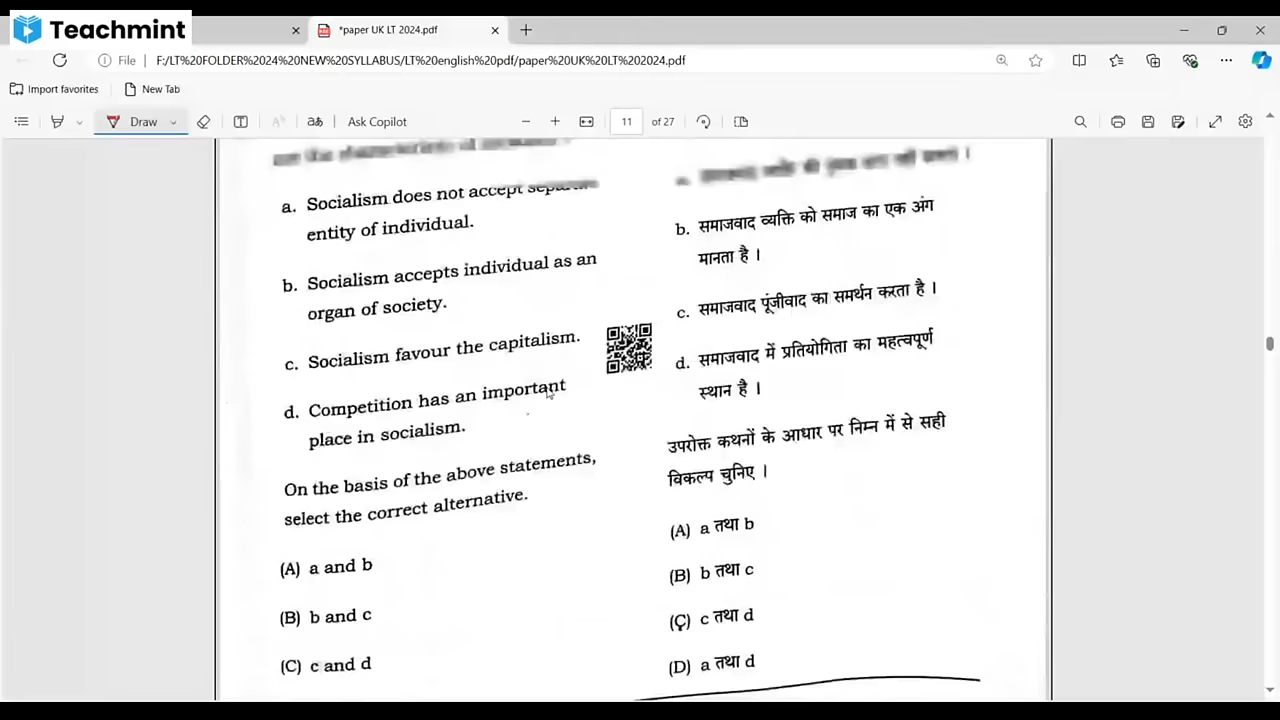 Teachmint
*paper UK LT 2024.pdf
File
F:/LT%20FOLDER%2024%20NEW%20SYLLABUS/LT%20english%20pdf/paper%20UK%20LT%202024.pdf
Import favorites
New Tab
Draw
Ask Copilot
11 of 27
a. Socialism does not accept
entity of individual.
b. Socialism accepts individual as an
organ of society.
c. Socialism favour the capitalism.
d. Competition has an important
place in socialism.
On the basis of the above statements,
select the correct alternative.
(A) a and b
(B) b and c
(C) c and d
b. समाजवाद व्यक्ति को समाज का एक अंग
मानता है ।
c. समाजवाद पूंजीवाद का समर्थन करता है ।
d. समाजवाद में प्रतियोगिता का महत्वपूर्ण
स्थान है ।
उपरोक्त कथनों के आधार पर निम्न में से सही
विकल्प चुनिए ।
(A) a तथा b
(B) b तथा c
(C) c तथा d
(D) a तथा d